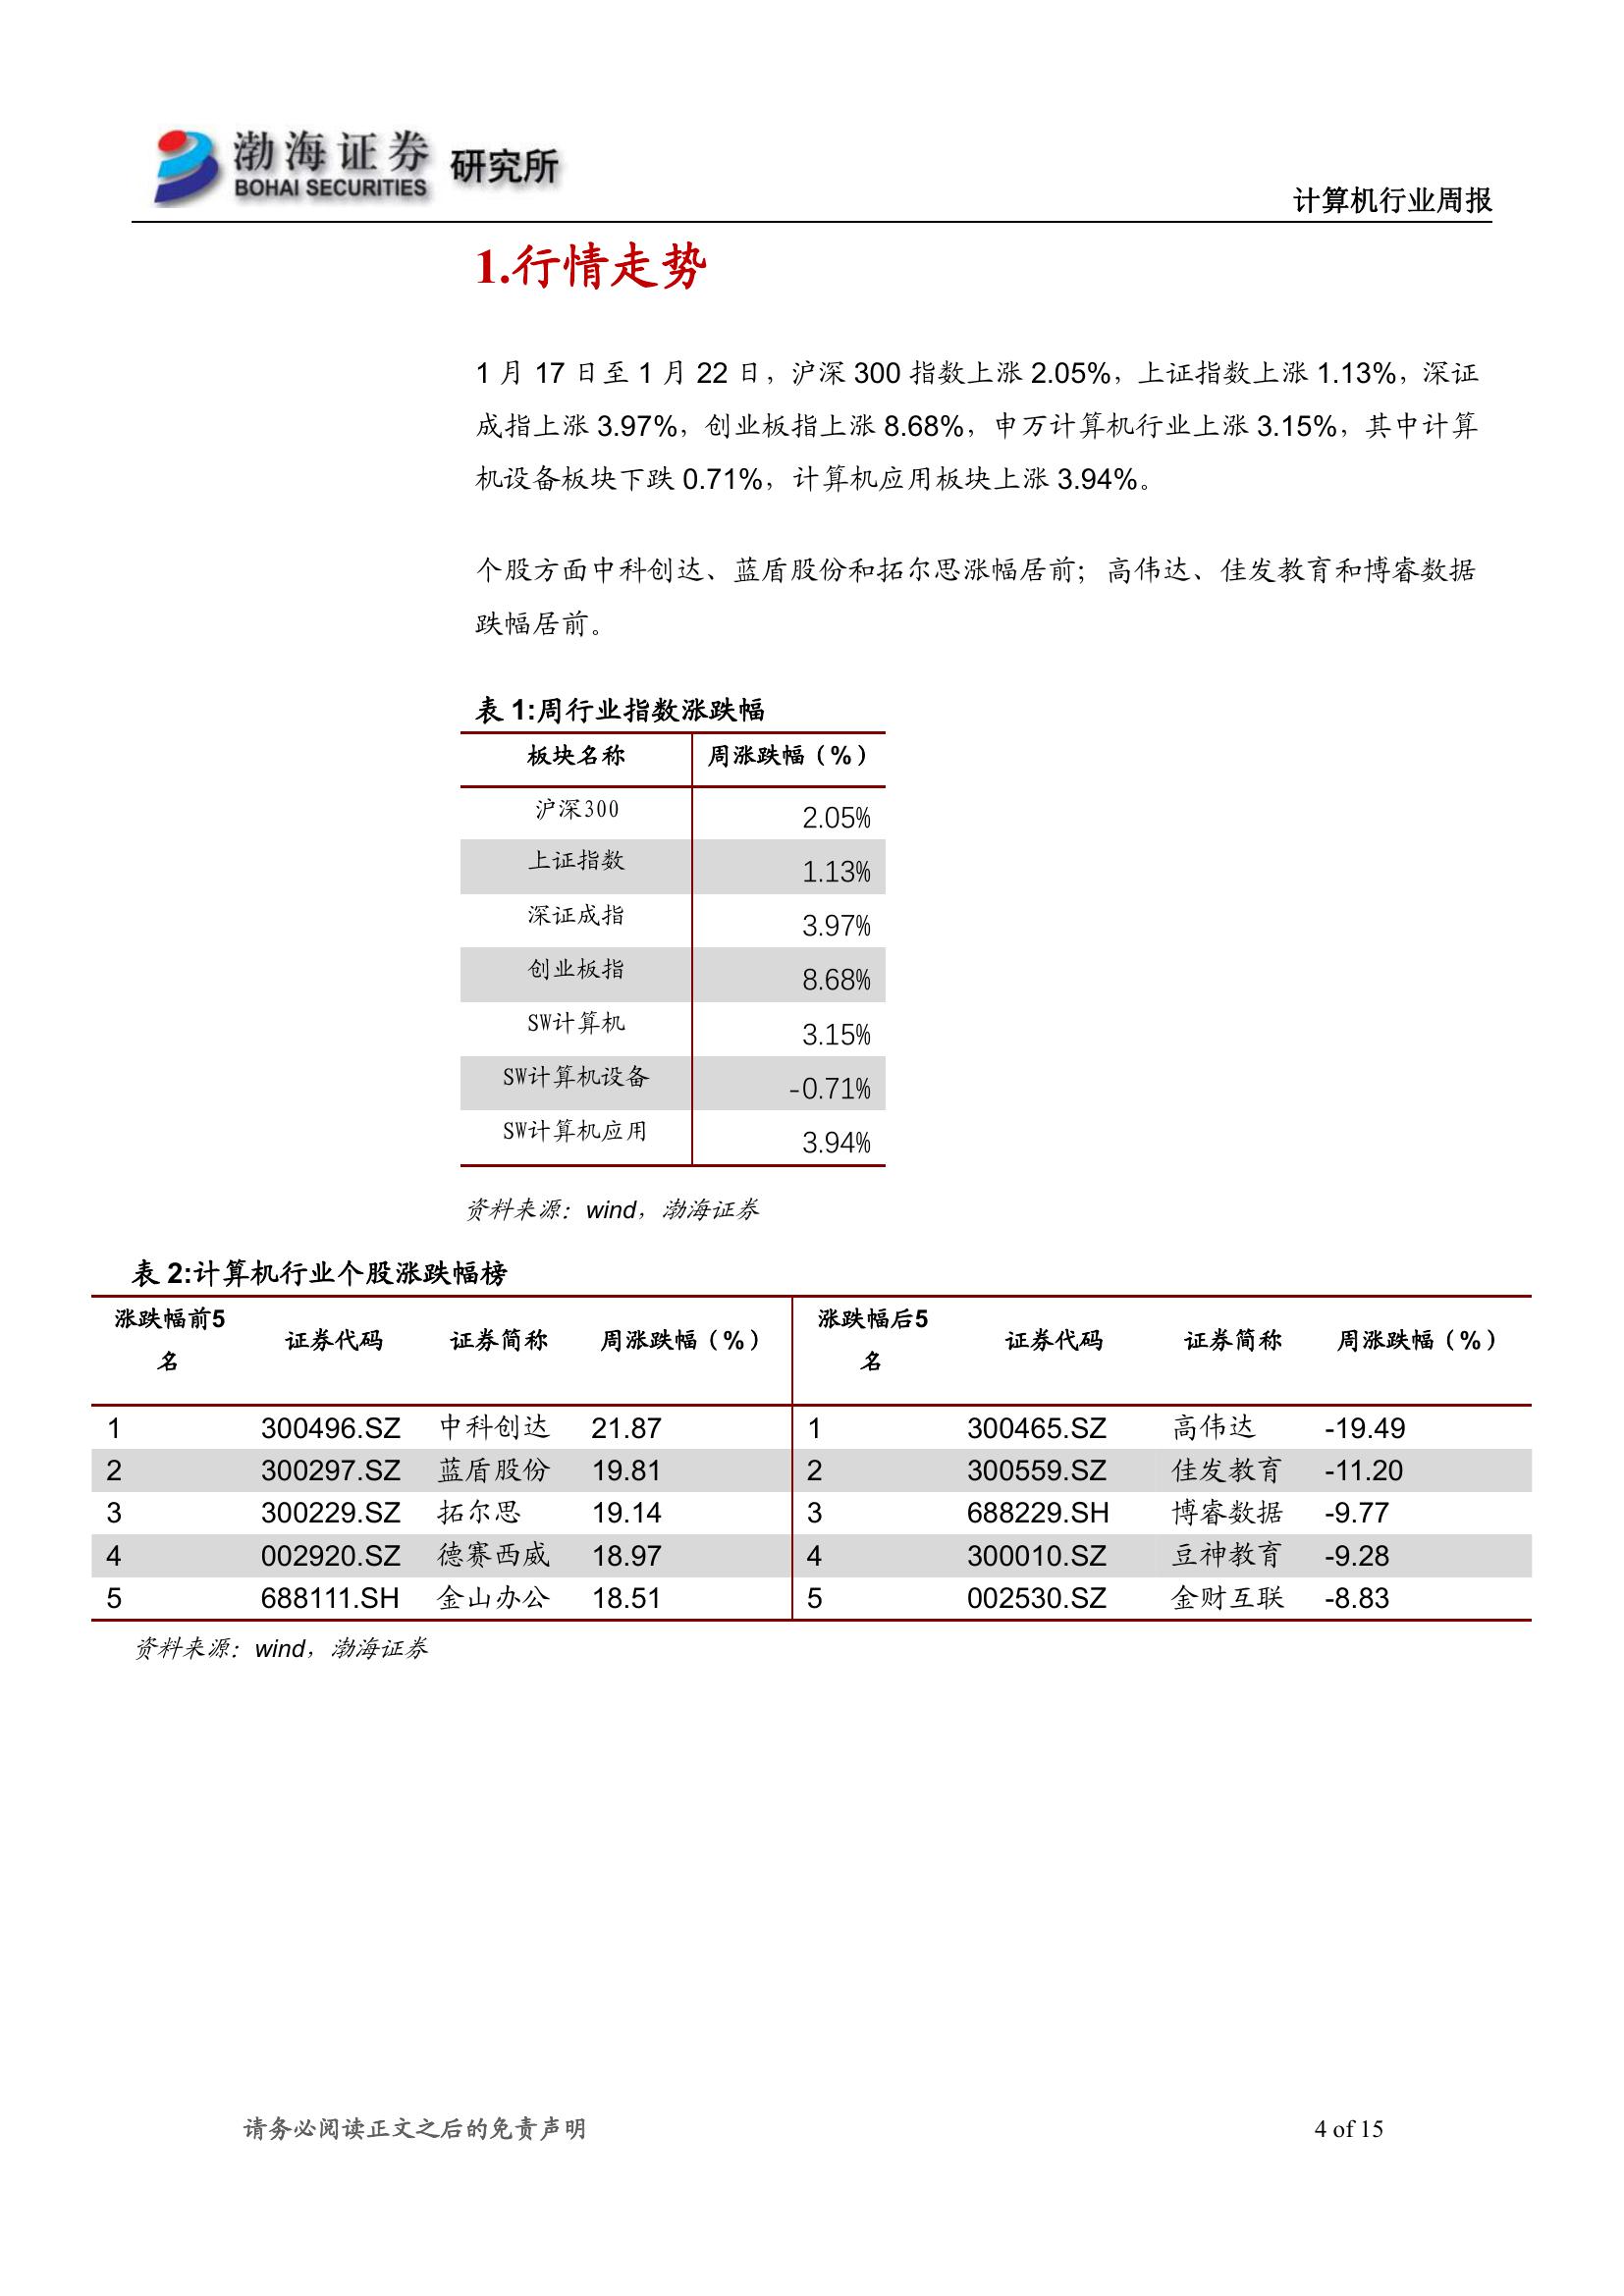 渤海证券 研究所
BOHAI SECURITIES
计算机行业周报
1.行情走势
1 月 17 日至 1 月 22 日，沪深 300 指数上涨 2.05%，上证指数上涨 1.13%，深证
成指上涨 3.97%，创业板指上涨 8.68%，申万计算机行业上涨 3.15%，其中计算
机设备板块下跌 0.71%，计算机应用板块上涨 3.94%。
个股方面中科创达、蓝盾股份和拓尔思涨幅居前；高伟达、佳发教育和博睿数据
跌幅居前。
表 1:周行业指数涨跌幅
板块名称 周涨跌幅（%）
沪深300 2.05%
上证指数 1.13%
深证成指 3.97%
创业板指 8.68%
SW计算机 3.15%
SW计算机设备 -0.71%
SW计算机应用 3.94%
资料来源：wind，渤海证券
表 2:计算机行业个股涨跌幅榜
涨跌幅前5名 证券代码 证券简称 周涨跌幅（%） 涨跌幅后5名 证券代码 证券简称 周涨跌幅（%）
1 300496.SZ 中科创达 21.87 1 300465.SZ 高伟达 -19.49
2 300297.SZ 蓝盾股份 19.81 2 300559.SZ 佳发教育 -11.20
3 300229.SZ 拓尔思 19.14 3 688229.SH 博睿数据 -9.77
4 002920.SZ 德赛西威 18.97 4 300010.SZ 豆神教育 -9.28
5 688111.SH 金山办公 18.51 5 002530.SZ 金财互联 -8.83
资料来源：wind，渤海证券
请务必阅读正文之后的免责声明 4 of 15